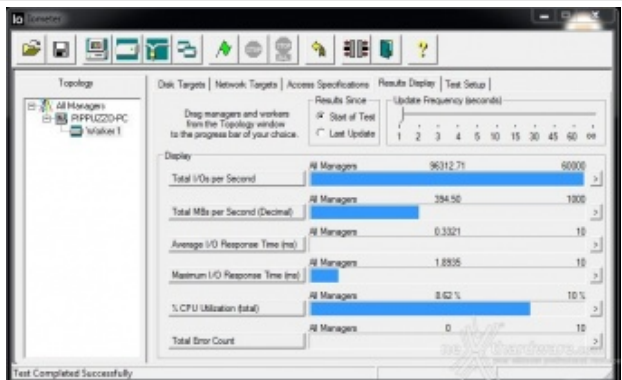 Io Iometer
Topology
All Managers
PIPPUZZO-PC
Worker 1
Disk Targets | Network Targets | Access Specifications | Results Display | Test Setup
Drag managers and workers
from the Topology window
to the progress bar of your choice.
Results Since
Start of Test
Last Update
Update Frequency (seconds)
1 2 3 4 5 10 15 30 45 60 oo
Display
All Managers 96312.71 60000
Total I/Os per Second >
All Managers 394.50 1000
Total MBs per Second (Decimal) >
All Managers 0.3321 10
Average I/O Response Time (ms) >
All Managers 1.8935 10
Maximum I/O Response Time (ms) >
All Managers 10 %
% CPU Utilization (total) >
All Managers 0 10
Total Error Count >
Test Completed Successfully